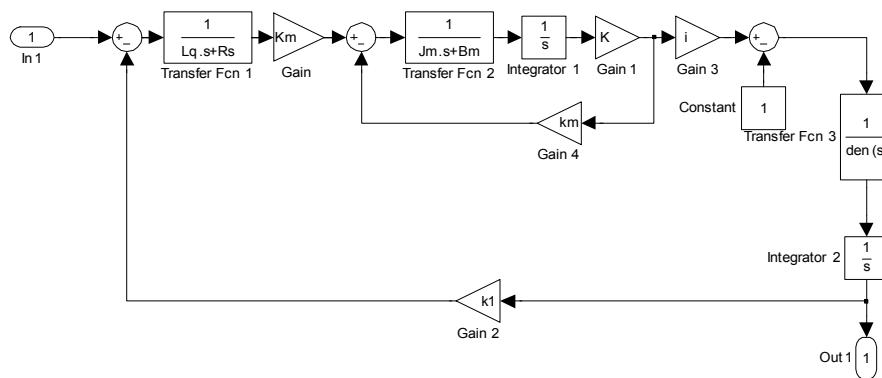 1
In 1
+
−
1
Lq .s+Rs
Transfer Fcn 1
Km
Gain
+
−
1
Jm.s+Bm
Transfer Fcn 2
1
s
Integrator 1
K
Gain 1
i
Gain 3
+
−
Constant
1
km
Gain 4
Transfer Fcn 3
1
den (s
Integrator 2
1
s
k1
Gain 2
Out 1
1